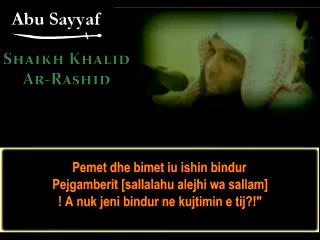 Abu Sayyaf
Shaikh Khalid
Ar-Rashid
Pemet dhe bimet iu ishin bindur
Pejgamberit [sallalahu alejhi wa sallam]
! A nuk jeni bindur ne kujtimin e tij?!"